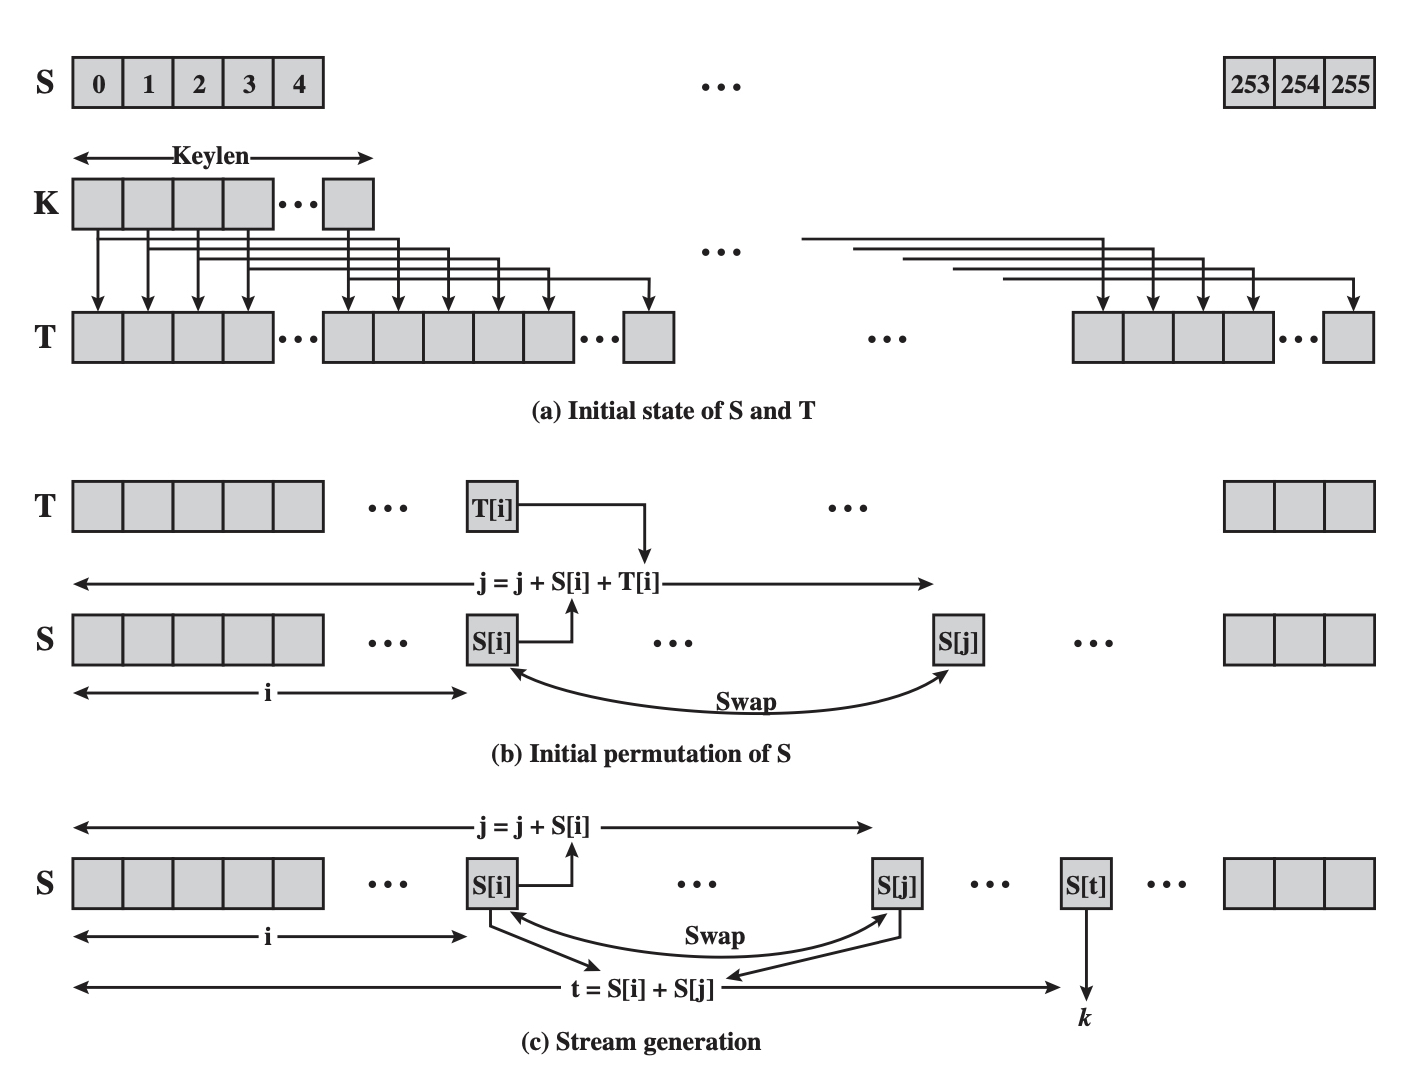 S 0 1 2 3 4 ... 253 254 255
Keylen
K ...
...
T ... ... ... ...
(a) Initial state of S and T
T ... T[i] ...
j = j + S[i] + T[i]
S ... S[i] ... S[j] ...
i
Swap
(b) Initial permutation of S
j = j + S[i]
S ... S[i] ... S[j] ... S[t] ...
i
Swap
t = S[i] + S[j]
k
(c) Stream generation